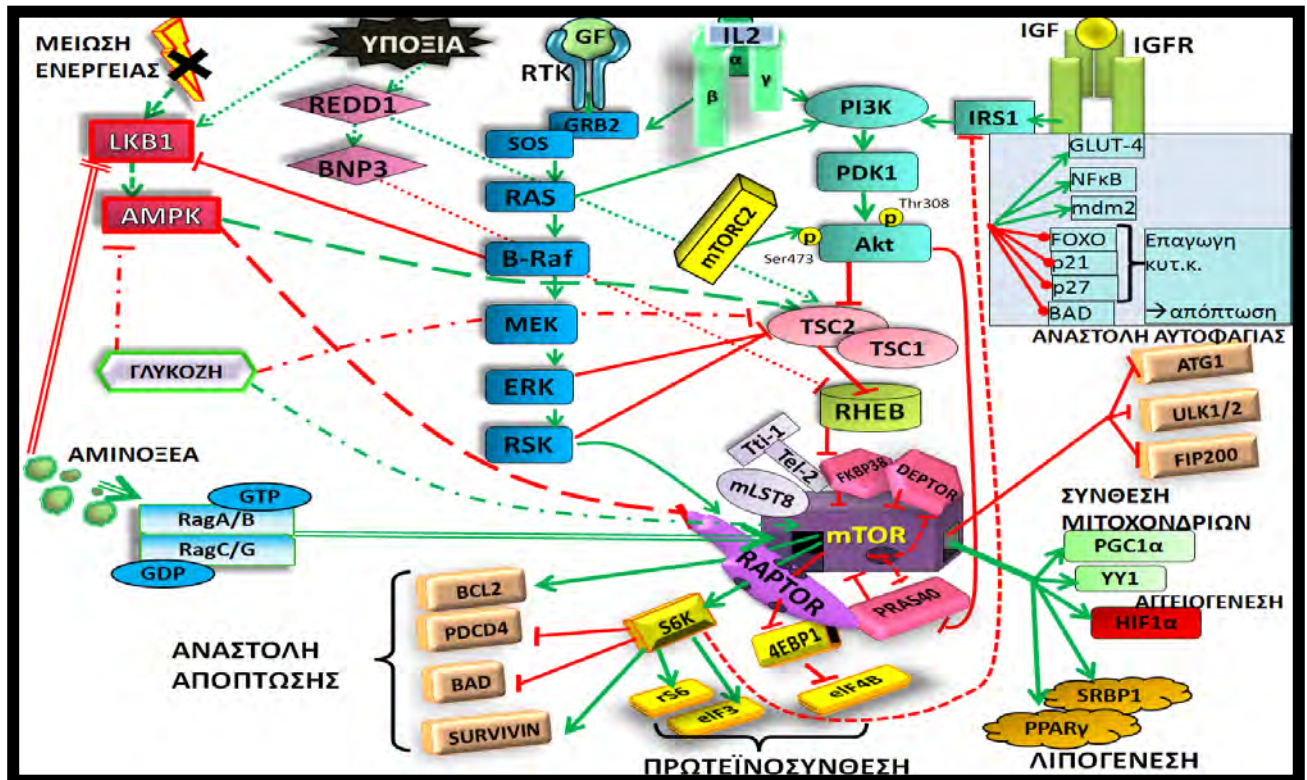 ΜΕΙΩΣΗ
ΕΝΕΡΓΕΙΑΣ
ΥΠΟΞΙΑ
GF
RTK
IL2
α
β
γ
IGF
IGFR
REDD1
BNP3
LKB1
AMPK
GRB2
SOS
RAS
B-Raf
MEK
ERK
RSK
PI3K
IRS1
PDK1
mTORC2
p
Thr308
p
Akt
Ser473
TSC2
TSC1
RHEB
GLUT-4
NFκB
mdm2
FOXO
p21
p27
BAD
Επαγωγη
κυτ.κ.
→απόπτωση
ΑΝΑΣΤΟΛΗ ΑΥΤΟΦΑΓΙΑΣ
ATG1
ULK1/2
FIP200
ΓΛΥΚΟΖΗ
ΑΜΙΝΟΞΕΑ
GTP
RagA/B
RagC/G
GDP
Tti-1
Tel-2
mLST8
FKBP38
DEPTOR
mTOR
RAPTOR
PRAS40
ΣΥΝΘΕΣΗ
ΜΙΤΟΧΟΝΔΡΙΩΝ
PGC1α
YY1
ΑΓΓΕΙΟΓΕΝΕΣΗ
HIF1α
SRBP1
PPARγ
ΛΙΠΟΓΕΝΕΣΗ
ΑΝΑΣΤΟΛΗ
ΑΠΟΠΤΩΣΗΣ
BCL2
PDCD4
BAD
SURVIVIN
S6K
4EBP1
rS6
eIF3
eIF4B
ΠΡΩΤΕΪΝΟΣΥΝΘΕΣΗ